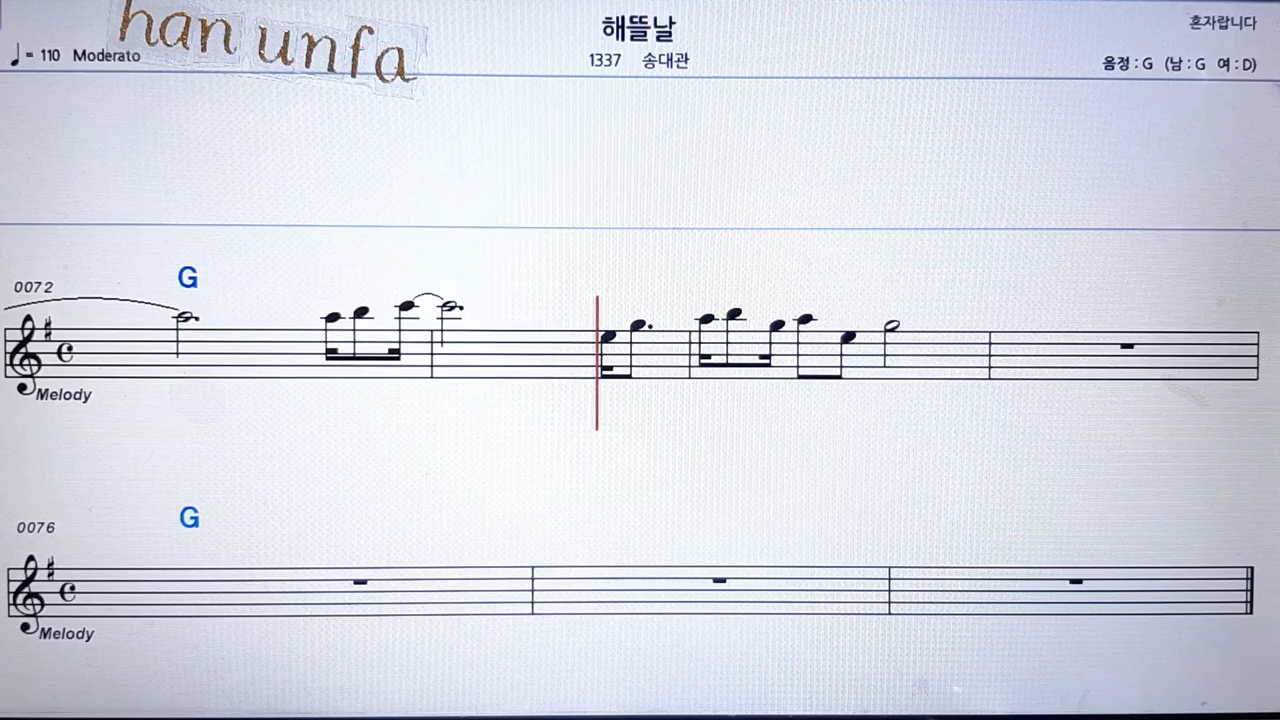 han unfa
해뜰날
혼자랍니다
♩= 110 Moderato
1337 송대관
음정 : G (남 : G 여 : D)
G
0072
Melody
G
0076
Melody